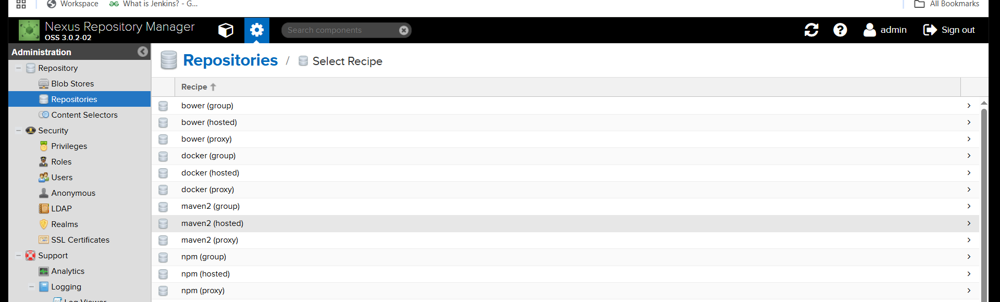 Workspace
What is Jenkins? - G...
All Bookmarks
Nexus Repository Manager
OSS 3.0.2-02
Search components
admin
Sign out
Administration
Repository
Blob Stores
Repositories
Content Selectors
Security
Privileges
Roles
Users
Anonymous
LDAP
Realms
SSL Certificates
Support
Analytics
Logging
Log Viewer
Repositories / Select Recipe
Recipe
bower (group)
bower (hosted)
bower (proxy)
docker (group)
docker (hosted)
docker (proxy)
maven2 (group)
maven2 (hosted)
maven2 (proxy)
npm (group)
npm (hosted)
npm (proxy)